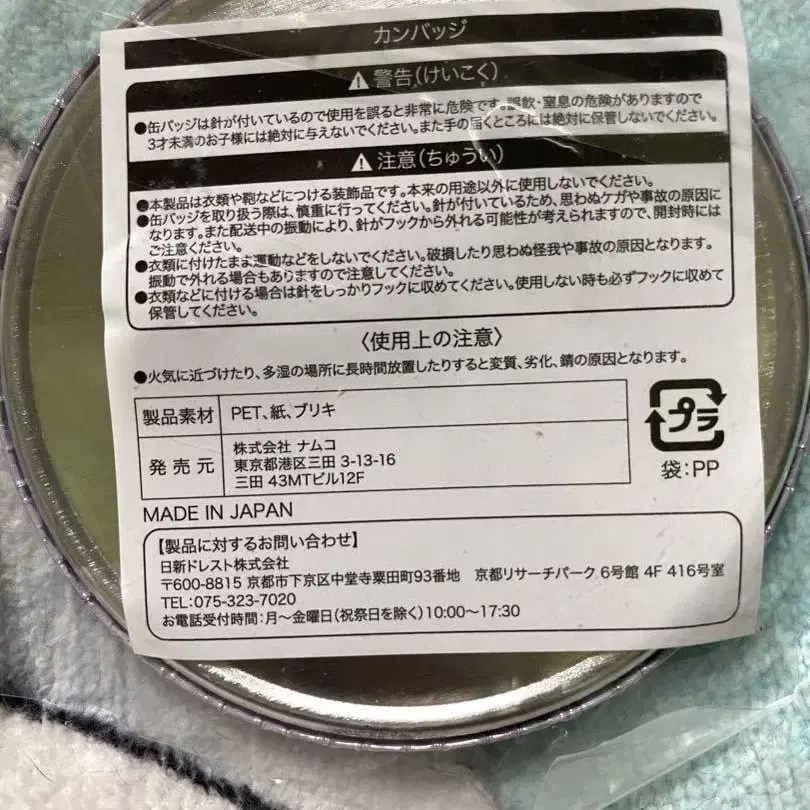 カンバッジ
警告(けいこく)
●缶バッジは針が付いているので使用を誤ると非常に危険です。誤飲・窒息の危険がありますので
3才未満のお子様には絶対に与えないでください。また手の届くところには絶対に保管しないでください。
注意(ちゅうい)
●本製品は衣類や鞄などにつける装飾品です。本来の用途以外に使用しないでください。
●缶バッジを取り扱う際は、慎重に行ってください。針が付いているため、思わぬケガや事故の原因に
なります。また配送中の振動により、針がフックから外れる可能性が考えられますので、開封時には
ご注意ください。
●衣類に付けたまま運動などをしないでください。破損したり思わぬ怪我や事故の原因となります。
振動で外れる場合もありますので注意してください。
●衣類などに付ける場合は針をしっかりフックに収めてください。使用しない時も必ずフックに収めて
保管してください。
〈使用上の注意〉
●火気に近づけたり、多湿の場所に長時間放置したりすると変質、劣化、錆の原因となります。
製品素材 PET、紙、ブリキ
発売元 株式会社 ナムコ
東京都港区三田 3-13-16
三田 43MTビル12F
プラ
袋:PP
MADE IN JAPAN
【製品に対するお問い合わせ】
日新ドレスト株式会社
〒600-8815 京都市下京区中堂寺粟田町93番地 京都リサーチパーク 6号館 4F 416号室
TEL:075-323-7020
お電話受付時間:月〜金曜日(祝祭日を除く)10:00〜17:30